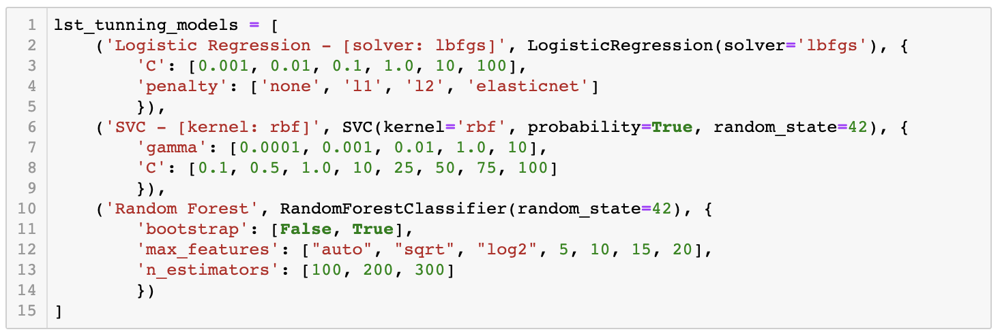 1 lst_tunning_models = [
2     ('Logistic Regression - [solver: lbfgs]', LogisticRegression(solver='lbfgs'), {
3         'C': [0.001, 0.01, 0.1, 1.0, 10, 100],
4         'penalty': ['none', 'l1', 'l2', 'elasticnet']
5         }),
6     ('SVC - [kernel: rbf]', SVC(kernel='rbf', probability=True, random_state=42), {
7         'gamma': [0.0001, 0.001, 0.01, 1.0, 10],
8         'C': [0.1, 0.5, 1.0, 10, 25, 50, 75, 100]
9         }),
10     ('Random Forest', RandomForestClassifier(random_state=42), {
11         'bootstrap': [False, True],
12         'max_features': ["auto", "sqrt", "log2", 5, 10, 15, 20],
13         'n_estimators': [100, 200, 300]
14         })
15 ]